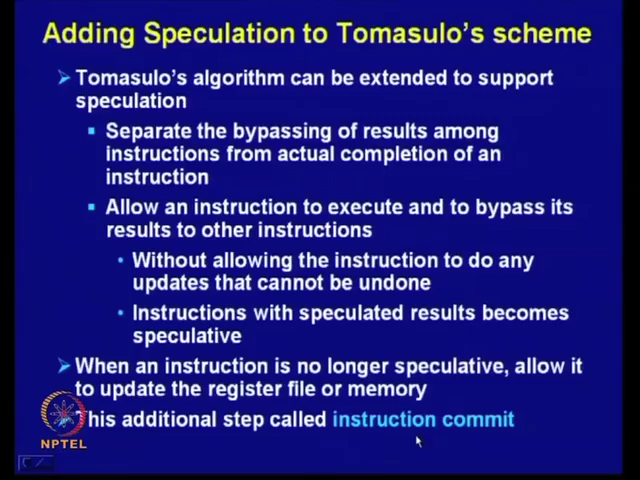 Adding Speculation to Tomasulo's scheme
Tomasulo's algorithm can be extended to support
speculation
Separate the bypassing of results among
instructions from actual completion of an
instruction
Allow an instruction to execute and to bypass its
results to other instructions
Without allowing the instruction to do any
updates that cannot be undone
Instructions with speculated results becomes
speculative
When an instruction is no longer speculative, allow it
to update the register file or memory
This additional step called instruction commit
NPTEL